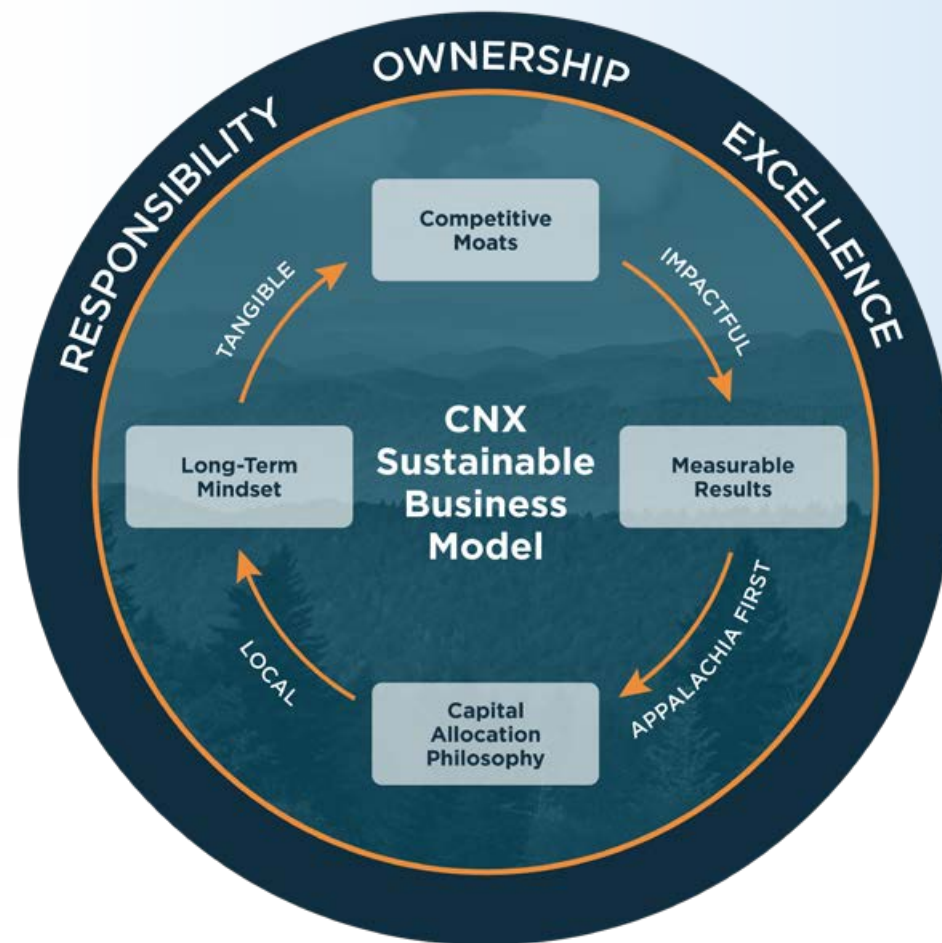 RESPONSIBILITY
OWNERSHIP
EXCELLENCE
Competitive
Moats
TANGIBLE
IMPACTFUL
Long-Term
Mindset
CNX
Sustainable
Business
Model
Measurable
Results
LOCAL
APPALACHIA FIRST
Capital
Allocation
Philosophy